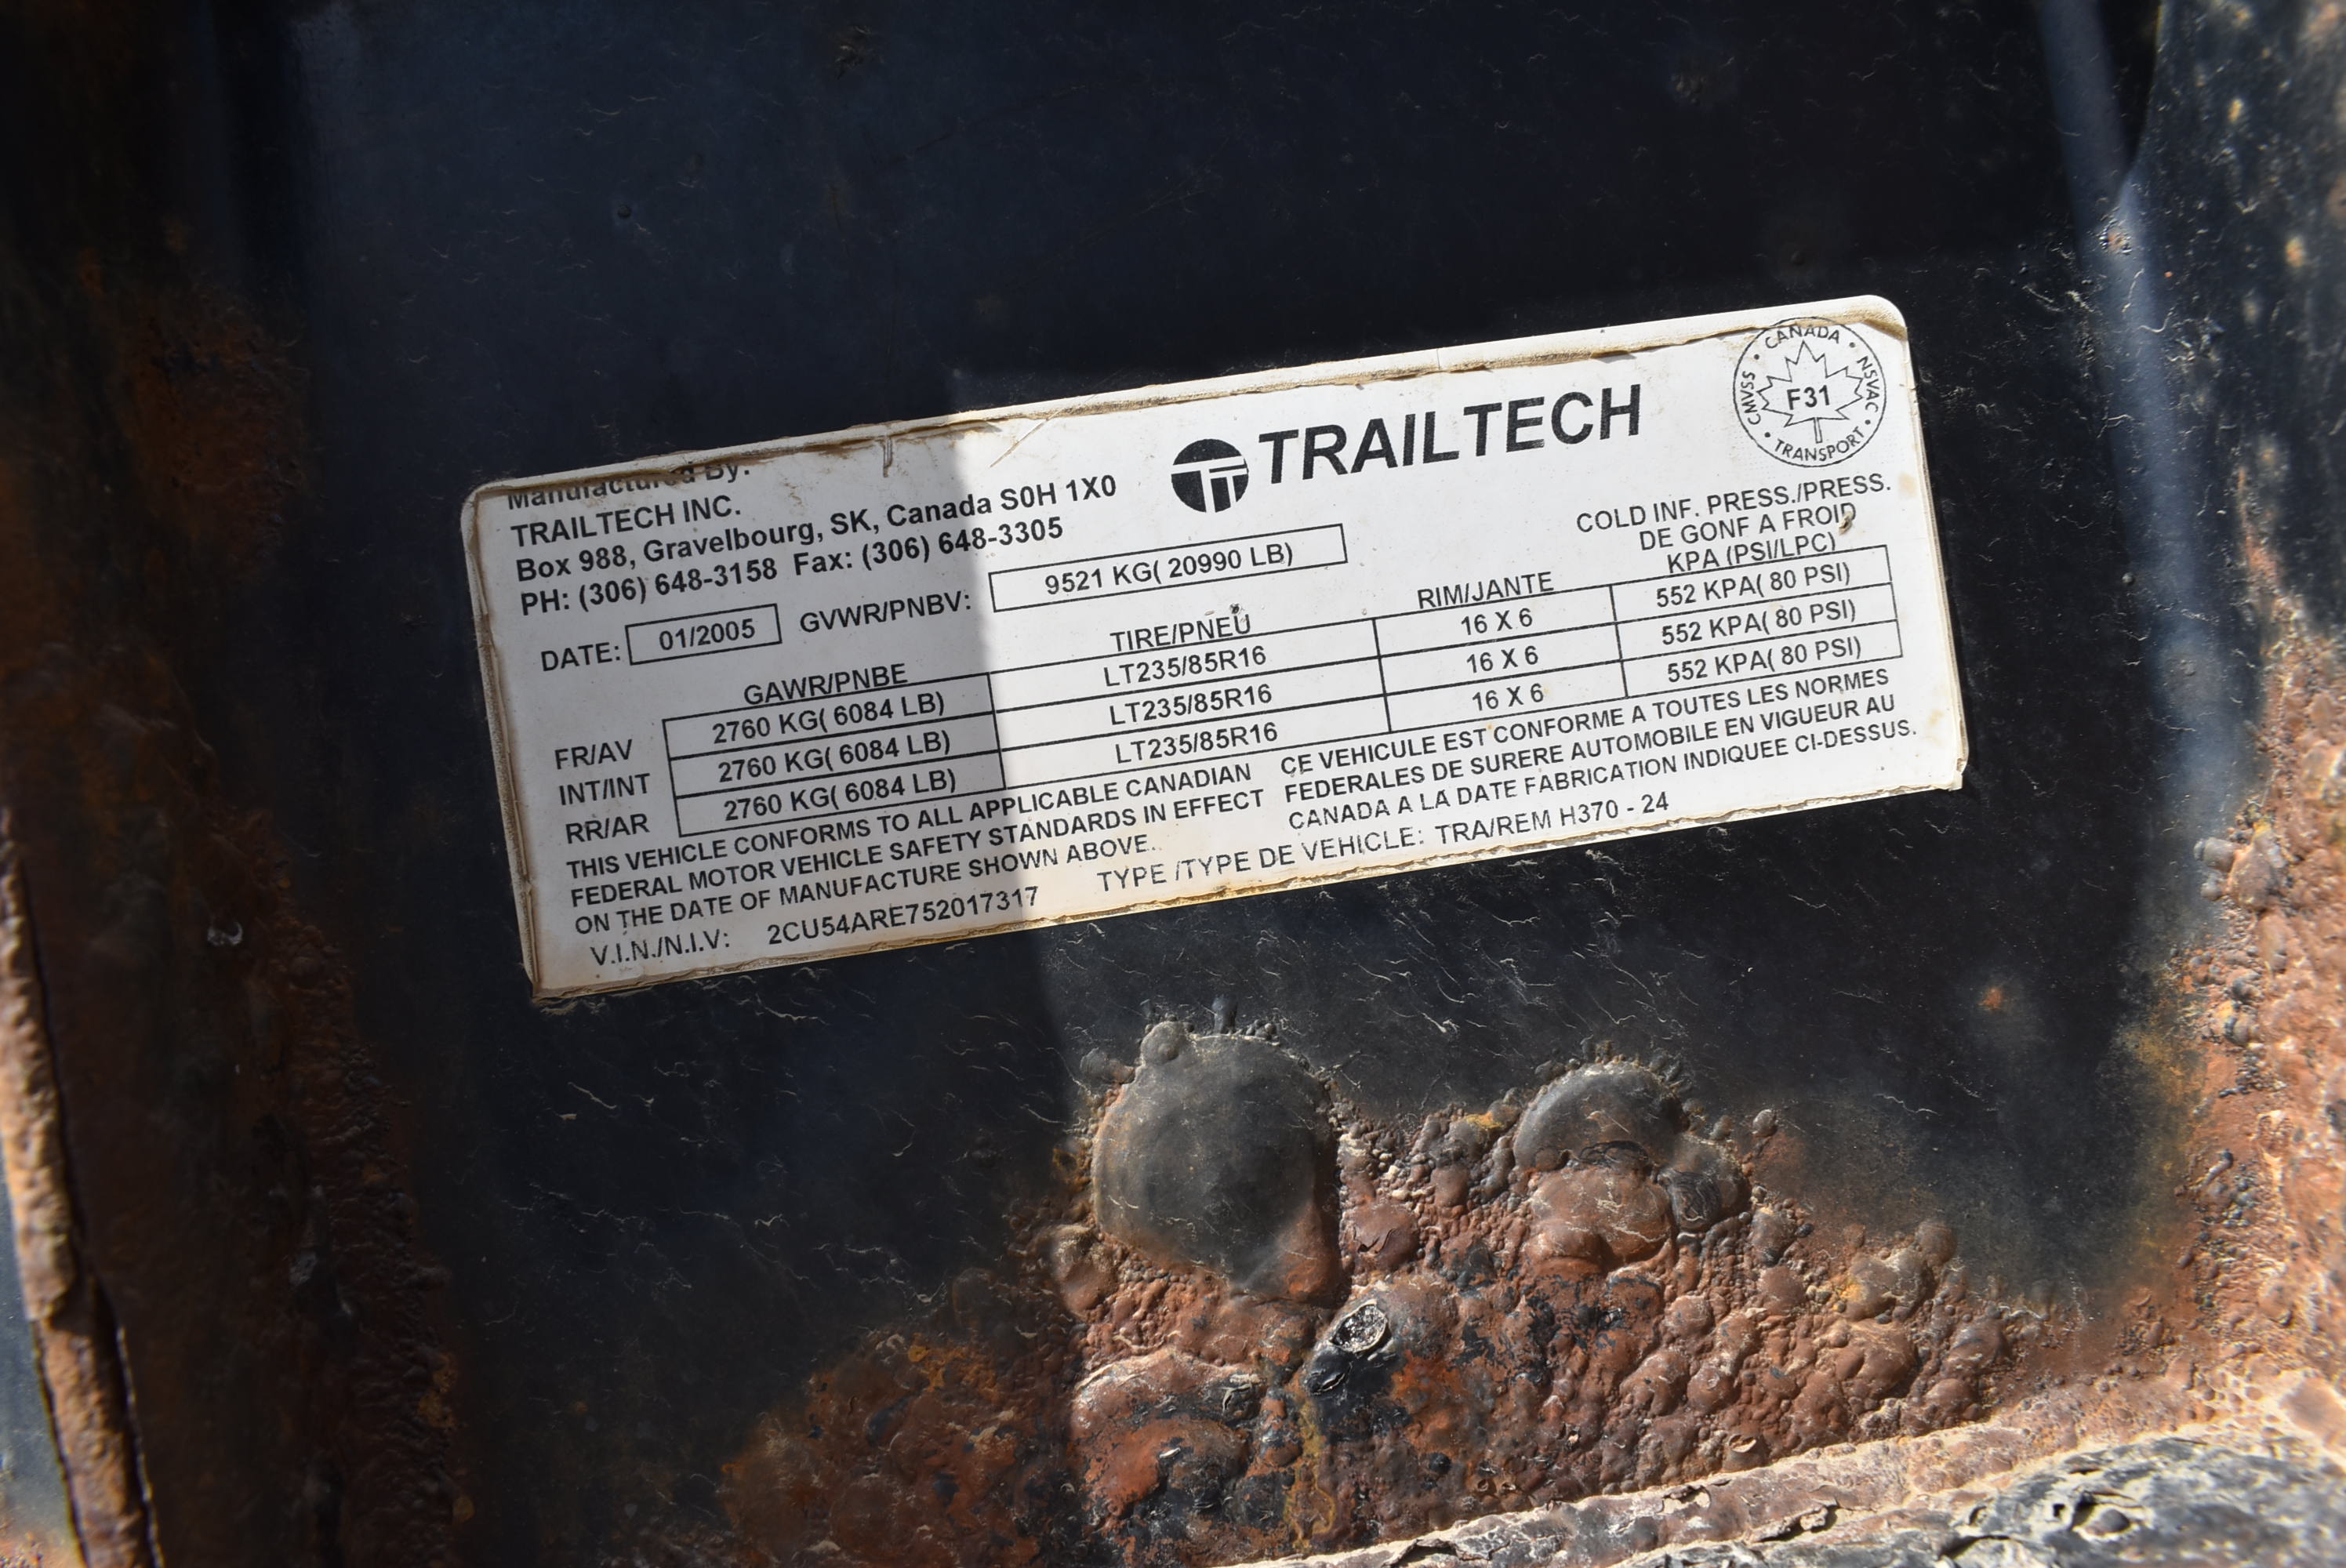 Manufactured By:
TRAILTECH INC.
Box 988, Gravelbourg, SK, Canada S0H 1X0
PH: (306) 648-3158 Fax: (306) 648-3305
TRAILTECH
CANADA • NSVAC • TRANSPORT • CMVSS •
F31
DATE: 01/2005 GVWR/PNBV: 9521 KG( 20990 LB)
COLD INF. PRESS./PRESS.
DE GONF A FROID
KPA (PSI/LPC)
GAWR/PNBE TIRE/PNEU RIM/JANTE
FR/AV 2760 KG( 6084 LB) LT235/85R16 16 X 6 552 KPA( 80 PSI)
INT/INT 2760 KG( 6084 LB) LT235/85R16 16 X 6 552 KPA( 80 PSI)
RR/AR 2760 KG( 6084 LB) LT235/85R16 16 X 6 552 KPA( 80 PSI)
THIS VEHICLE CONFORMS TO ALL APPLICABLE CANADIAN
FEDERAL MOTOR VEHICLE SAFETY STANDARDS IN EFFECT
ON THE DATE OF MANUFACTURE SHOWN ABOVE.
CE VEHICULE EST CONFORME A TOUTES LES NORMES
FEDERALES DE SURERE AUTOMOBILE EN VIGUEUR AU
CANADA A LA DATE FABRICATION INDIQUEE CI-DESSUS.
V.I.N./N.I.V: 2CU54ARE752017317 TYPE /TYPE DE VEHICLE: TRA/REM H370 - 24